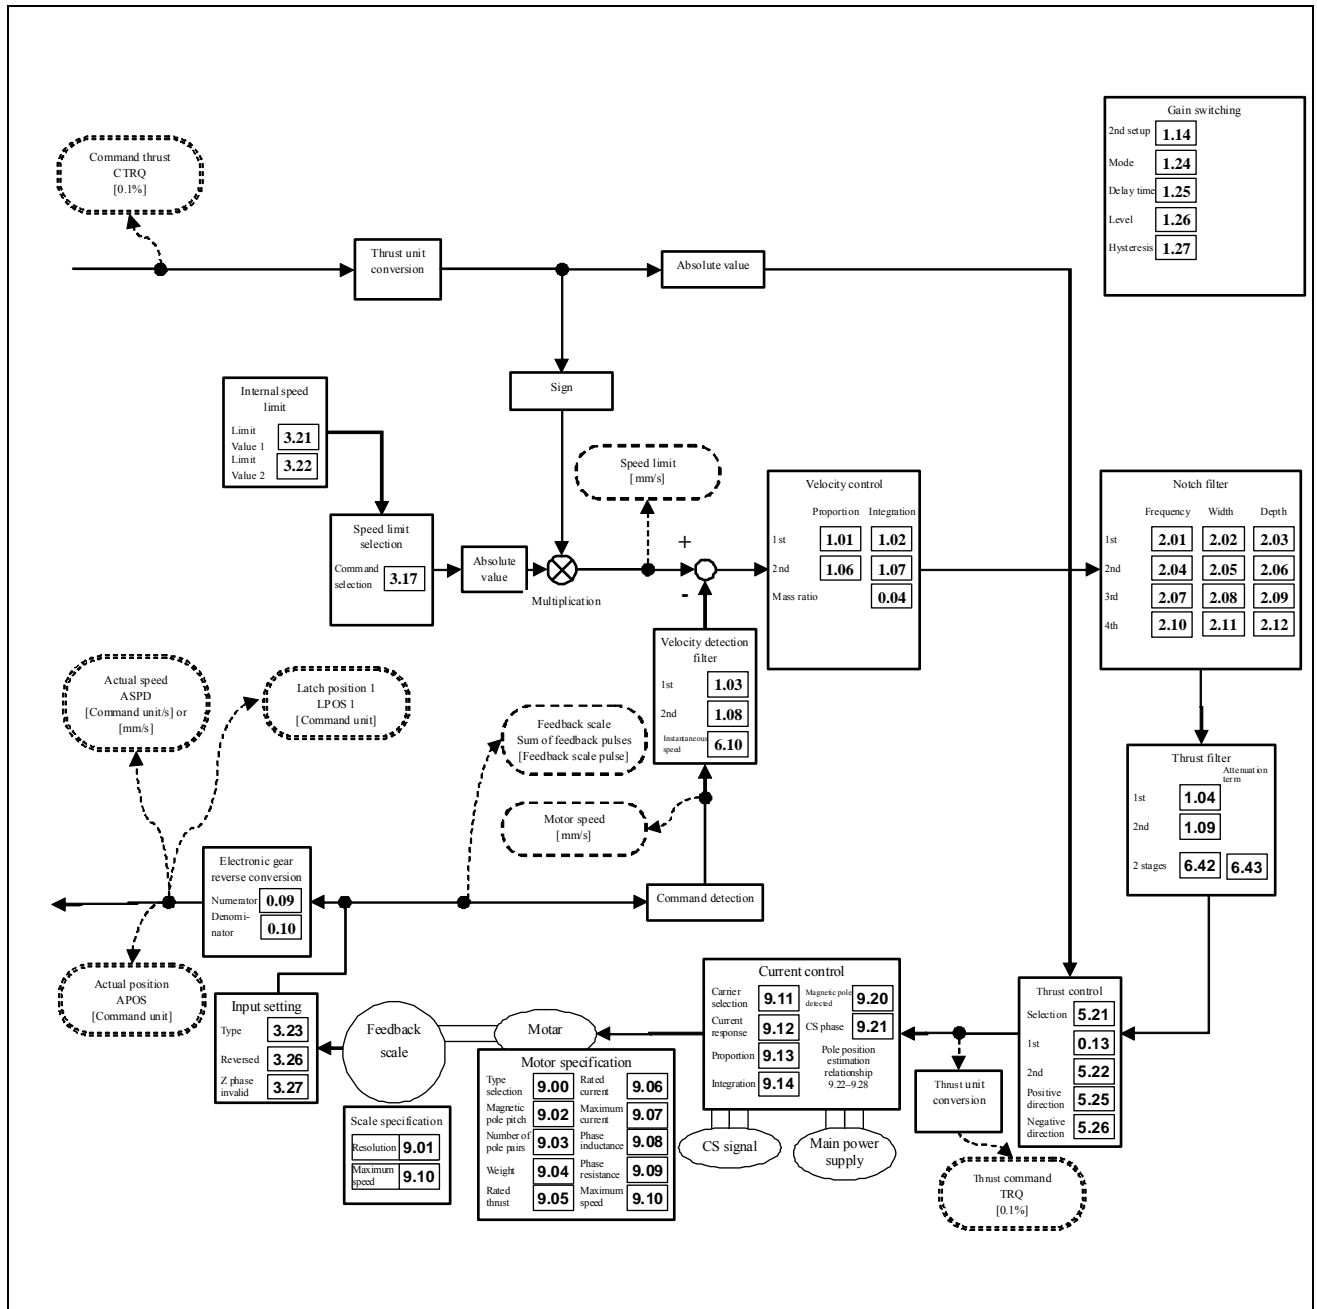 Gain switching
2nd setup 1.14
Mode 1.24
Delay time 1.25
Level 1.26
Hysteresis 1.27
Command thrust
CTRQ
[0.1%]
Thrust unit
conversion
Absolute value
Sign
Internal speed
limit
Limit
Value 1 3.21
Limit
Value 2 3.22
Speed limit
[mm/s]
Speed limit
selection
Command
selection 3.17
Absolute
value
Multiplication
+
-
Velocity control
Proportion Integration
1st 1.01 1.02
2nd 1.06 1.07
Mass ratio 0.04
Notch filter
Frequency Width Depth
1st 2.01 2.02 2.03
2nd 2.04 2.05 2.06
3rd 2.07 2.08 2.09
4th 2.10 2.11 2.12
Velocity detection
filter
1st 1.03
2nd 1.08
Instantaneous
speed 6.10
Actual speed
ASPD
[Command unit/s] or
[mm/s]
Latch position 1
LPOS 1
[Command unit]
Feedback scale
Sum of feedback pulses
[Feedback scale pulse]
Motor speed
[mm/s]
Thrust filter
Attenuation
term
1st 1.04
2nd 1.09
2 stages 6.42 6.43
Electronic gear
reverse conversion
Numerator 0.09
Denomi-
nator 0.10
Command detection
Actual position
APOS
[Command unit]
Input setting
Type 3.23
Reversed 3.26
Z phase
invalid 3.27
Feedback
scale
Motar
Current control
Carrier
selection 9.11
Magnetic pole
detected 9.20
Current
response 9.12
CS phase 9.21
Proportion 9.13
Integration 9.14
Pole position
estimation
relationship
9.22–9.28
Thrust control
Selection 5.21
1st 0.13
2nd 5.22
Positive
direction 5.25
Negative
direction 5.26
Thrust unit
conversion
Motor specification
Type
selection 9.00
Rated
current 9.06
Magnetic
pole pitch 9.02
Maximum
current 9.07
Number of
pole pairs 9.03
Phase
inductance 9.08
Weight 9.04
Phase
resistance 9.09
Rated
thrust 9.05
Maximum
speed 9.10
Scale specification
Resolution 9.01
Maximum
speed 9.10
CS signal
Main power
supply
Thrust command
TRQ
[0.1%]